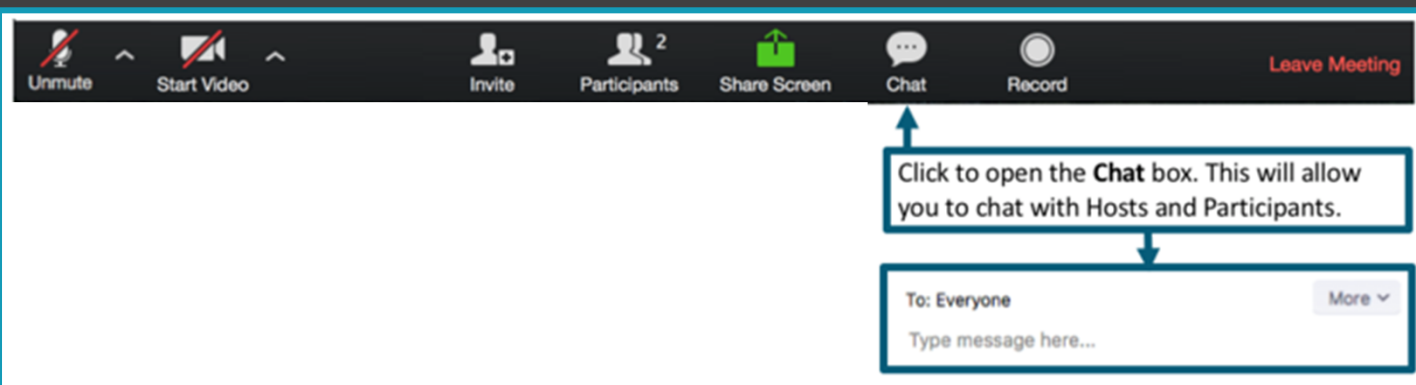 2
Unmute Start Video Invite Participants Share Screen Chat Record Leave Meeting
Click to open the Chat box. This will allow
you to chat with Hosts and Participants.
To: Everyone More
Type message here...